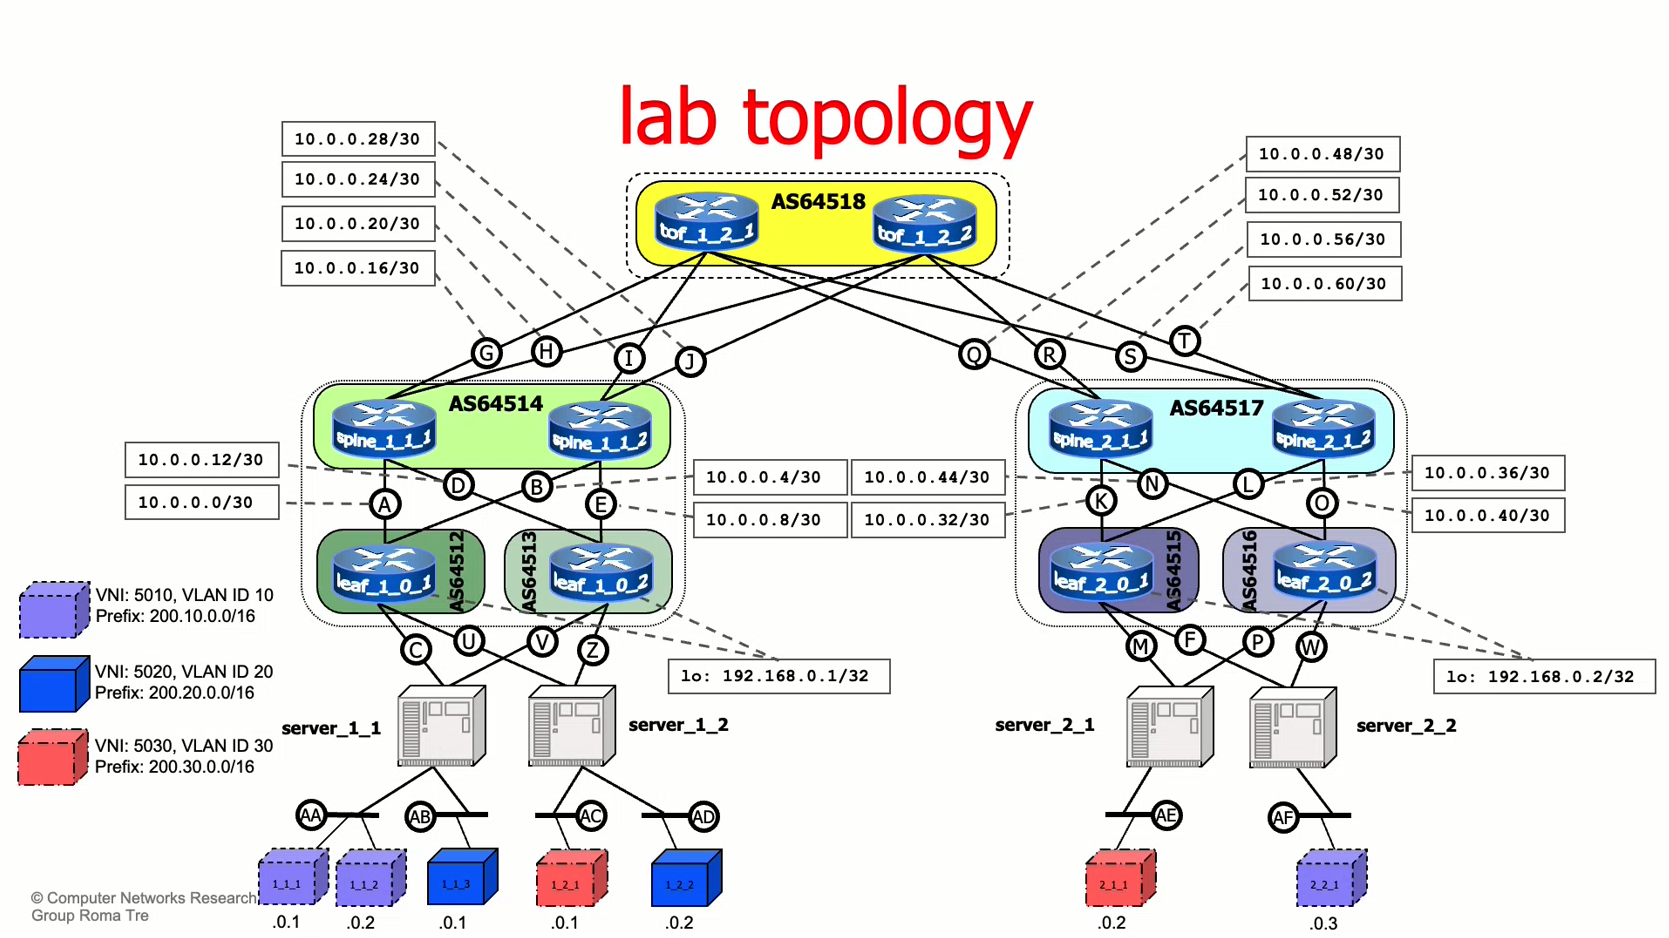 lab topology
10.0.0.28/30
10.0.0.24/30
10.0.0.20/30
10.0.0.16/30
10.0.0.48/30
10.0.0.52/30
10.0.0.56/30
10.0.0.60/30
AS64518
tof_1_2_1
tof_1_2_2
G
H
I
J
Q
R
S
T
AS64514
spine_1_1_1
spine_1_1_2
AS64517
spine_2_1_1
spine_2_1_2
10.0.0.12/30
10.0.0.0/30
D
B
A
E
10.0.0.4/30
10.0.0.8/30
10.0.0.44/30
10.0.0.32/30
N
L
K
O
10.0.0.36/30
10.0.0.40/30
leaf_1_0_1
AS64512
AS64513
leaf_1_0_2
leaf_2_0_1
AS64515
AS64516
leaf_2_0_2
VNI: 5010, VLAN ID 10
Prefix: 200.10.0.0/16
VNI: 5020, VLAN ID 20
Prefix: 200.20.0.0/16
VNI: 5030, VLAN ID 30
Prefix: 200.30.0.0/16
C
U
V
Z
M
F
P
W
lo: 192.168.0.1/32
lo: 192.168.0.2/32
server_1_1
server_1_2
server_2_1
server_2_2
AA
AB
AC
AD
AE
AF
1_1_1
1_1_2
1_1_3
1_2_1
1_2_2
2_1_1
2_2_1
.0.1
.0.2
.0.1
.0.1
.0.2
.0.2
.0.3
© Computer Networks Research
Group Roma Tre